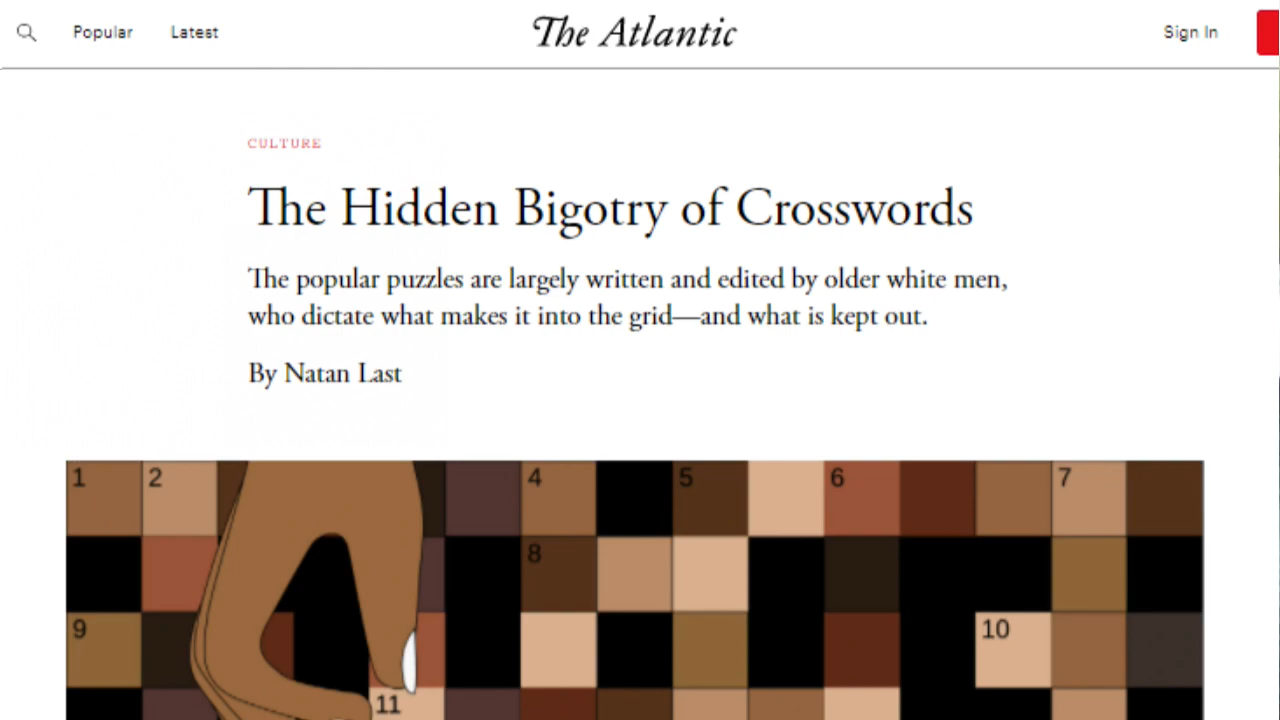 Popular Latest The Atlantic Sign In
CULTURE
The Hidden Bigotry of Crosswords
The popular puzzles are largely written and edited by older white men,
who dictate what makes it into the grid—and what is kept out.
By Natan Last
1 2 4 5 6 7
8
9 10
11